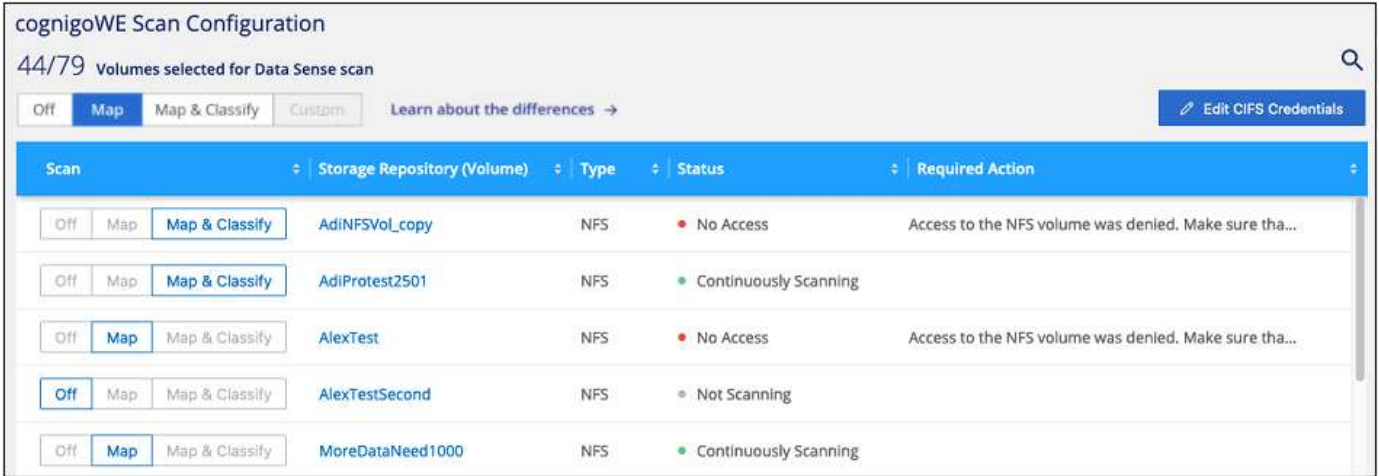 cognigoWE Scan Configuration
44/79 Volumes selected for Data Sense scan
Off Map Map & Classify Custom Learn about the differences → Edit CIFS Credentials
Scan Storage Repository (Volume) Type Status Required Action
Off Map Map & Classify AdiNFSVol_copy NFS No Access Access to the NFS volume was denied. Make sure tha...
Off Map Map & Classify AdiProtest2501 NFS Continuously Scanning
Off Map Map & Classify AlexTest NFS No Access Access to the NFS volume was denied. Make sure tha...
Off Map Map & Classify AlexTestSecond NFS Not Scanning
Off Map Map & Classify MoreDataNeed1000 NFS Continuously Scanning